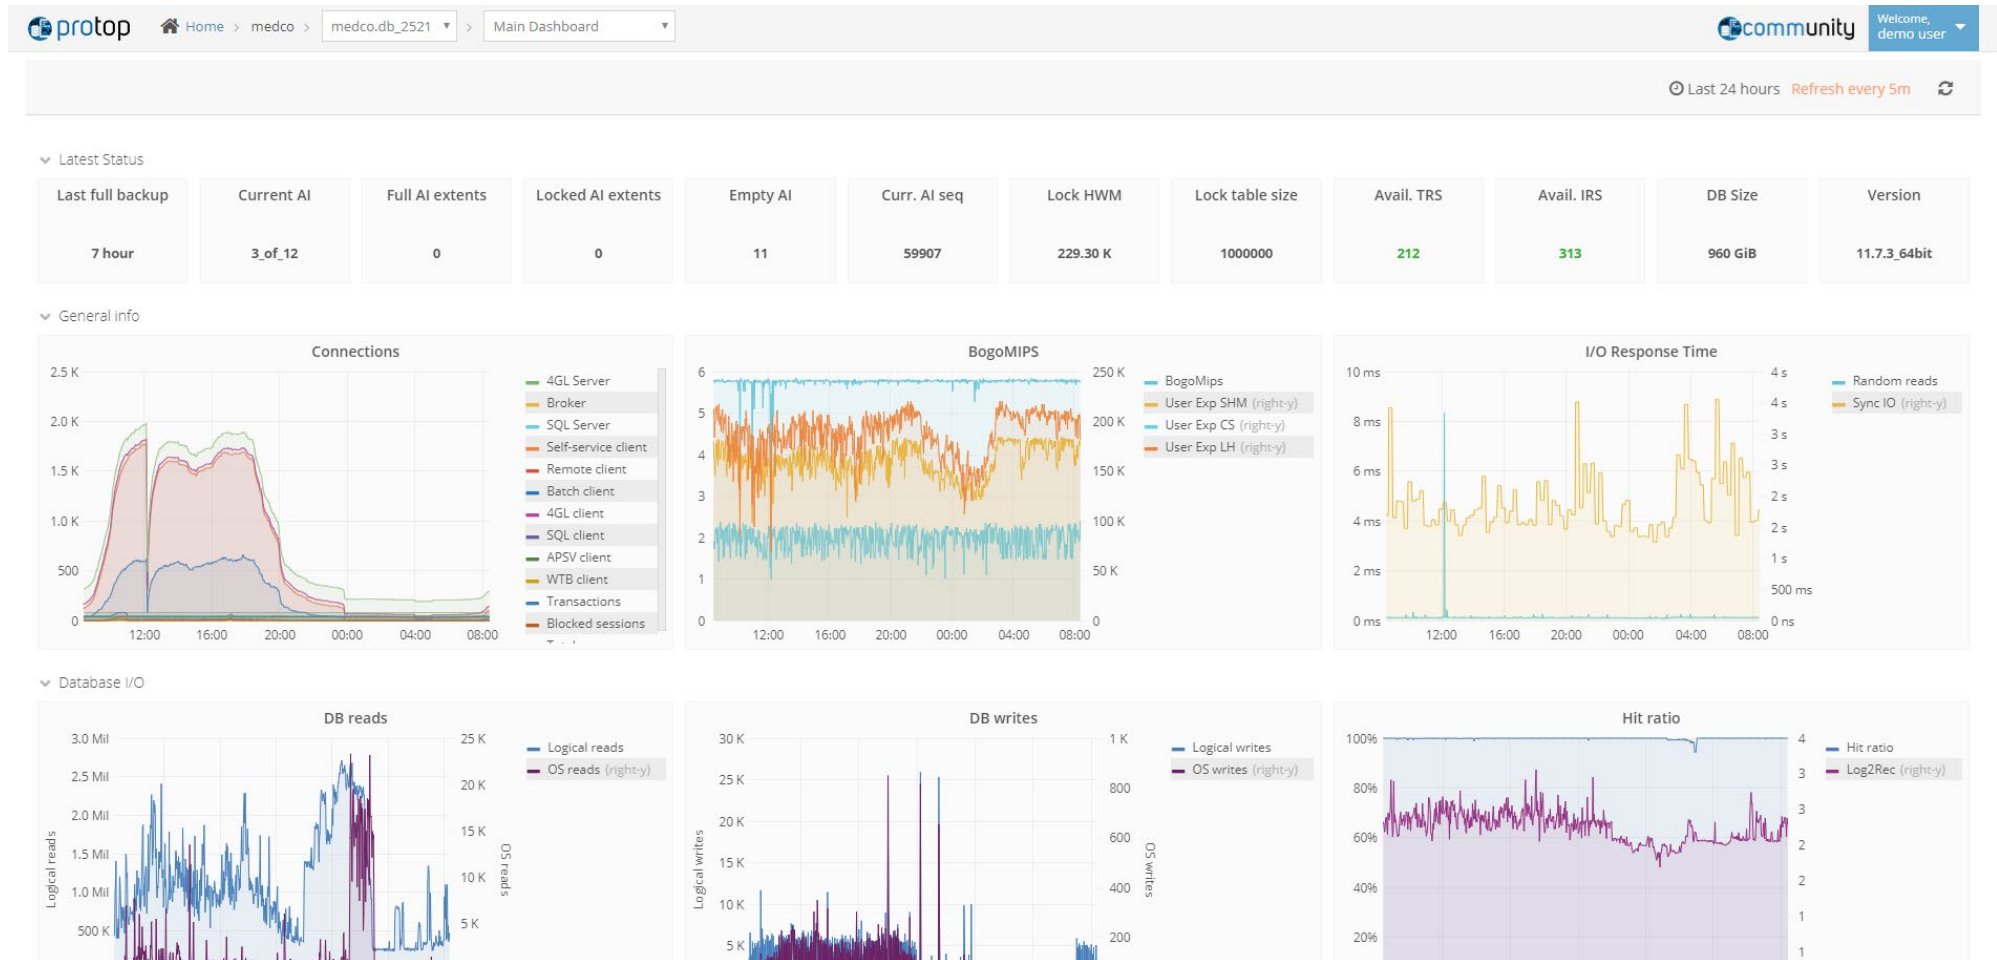 protop Home > medco > medco.db_2521 > Main Dashboard community Welcome, demo user
Last 24 hours Refresh every 5m
Latest Status
Last full backup Current AI Full AI extents Locked AI extents Empty AI Curr. AI seq Lock HWM Lock table size Avail. TRS Avail. IRS DB Size Version
7 hour 3_of_12 0 0 11 59907 229.30 K 1000000 212 313 960 GiB 11.7.3_64bit
General info
Connections
2.5 K
2.0 K
1.5 K
1.0 K
500
0
12:00 16:00 20:00 00:00 04:00 08:00
4GL Server
Broker
SQL Server
Self-service client
Remote client
Batch client
4GL client
SQL client
APSV client
WTB client
Transactions
Blocked sessions
BogoMIPS
6
5
4
3
2
1
0
250 K
200 K
150 K
100 K
50 K
0
12:00 16:00 20:00 00:00 04:00 08:00
BogoMips
User Exp SHM (right-y)
User Exp CS (right-y)
User Exp LH (right-y)
I/O Response Time
10 ms
8 ms
6 ms
4 ms
2 ms
0 ms
4 s
4 s
3 s
3 s
2 s
2 s
1 s
500 ms
0 ns
12:00 16:00 20:00 00:00 04:00 08:00
Random reads
Sync IO (right-y)
Database I/O
DB reads
Logical reads
3.0 Mil
2.5 Mil
2.0 Mil
1.5 Mil
1.0 Mil
500 K
25 K
20 K
15 K
10 K
5 K
OS reads
Logical reads
OS reads (right-y)
DB writes
Logical writes
30 K
25 K
20 K
15 K
10 K
5 K
1 K
800
600
400
200
OS writes
Logical writes
OS writes (right-y)
Hit ratio
100%
80%
60%
40%
20%
4
3
3
2
2
1
1
Hit ratio
Log2Rec (right-y)